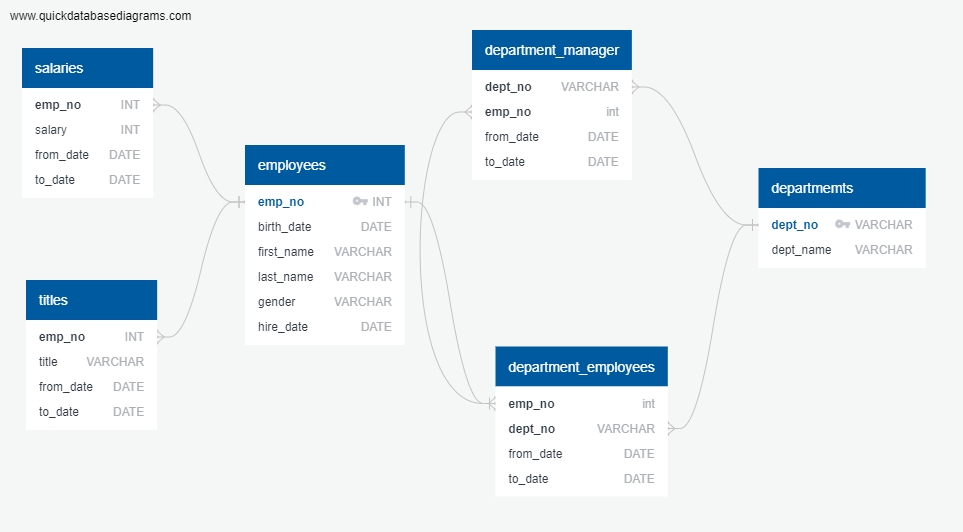 www.quickdatabasediagrams.com
salaries
emp_no INT
salary INT
from_date DATE
to_date DATE
titles
emp_no INT
title VARCHAR
from_date DATE
to_date DATE
employees
emp_no INT
birth_date DATE
first_name VARCHAR
last_name VARCHAR
gender VARCHAR
hire_date DATE
department_manager
dept_no VARCHAR
emp_no int
from_date DATE
to_date DATE
department_employees
emp_no int
dept_no VARCHAR
from_date DATE
to_date DATE
departmemts
dept_no VARCHAR
dept_name VARCHAR